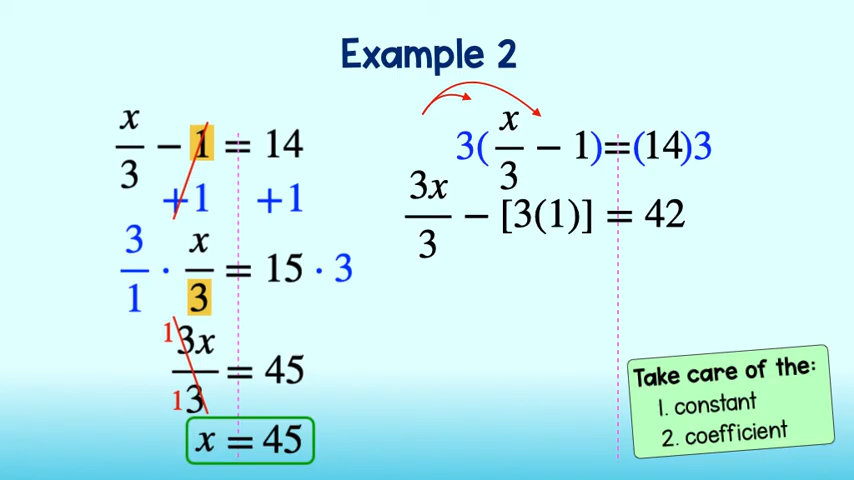 Example 2
x/3 − 1 = 14
+1 +1
3/1 · x/3 = 15 · 3
1 3x/3 1 = 45
x = 45
3(x/3 − 1)=(14)3
3x/3 − [3(1)] = 42
Take care of the:
1. constant
2. coefficient